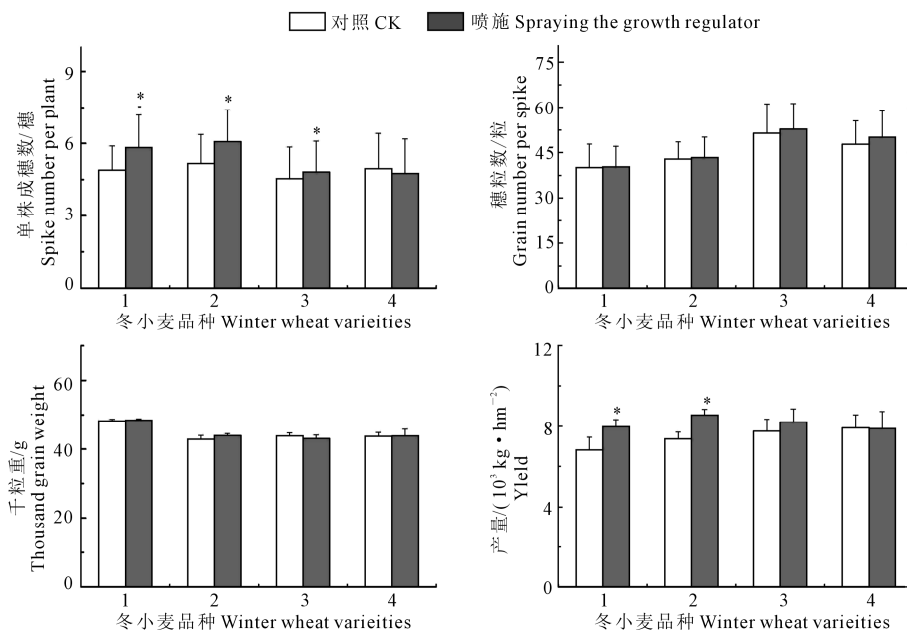 对照 CK 喷施 Spraying the growth regulator
单株成穗数/穗
Spike number per plant
9
6
3
0
*
*
*
1 2 3 4
冬小麦品种 Winter wheat varieities
穗粒数/粒
Grain number per spike
75
60
45
30
15
0
1 2 3 4
冬小麦品种 Winter wheat varieities
千粒重/g
Thousand grain weight
60
40
20
0
1 2 3 4
冬小麦品种 Winter wheat varieities
产量/(10³ kg·hm⁻²)
Yleld
12
8
4
0
*
*
1 2 3 4
冬小麦品种 Winter wheat varieities